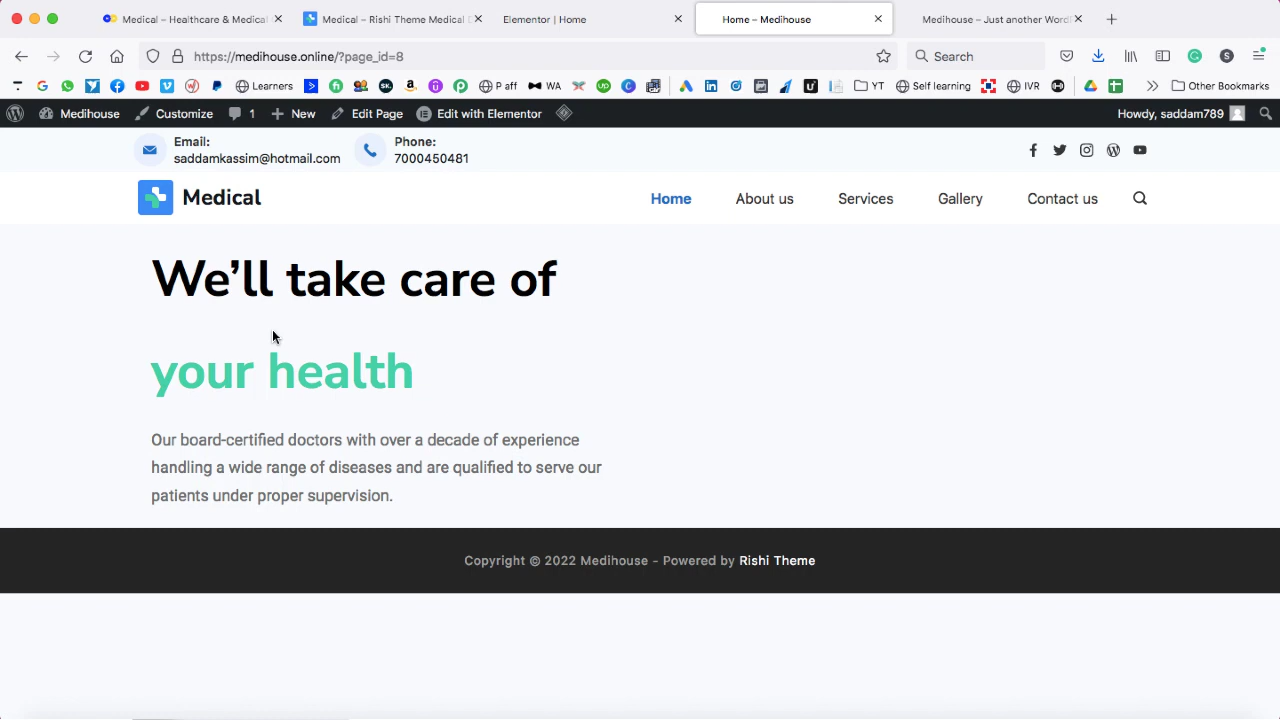 Medical – Healthcare & Medical
Medical – Rishi Theme Medical D
Elementor | Home
Home – Medihouse
Medihouse – Just another Word
https://medihouse.online/?page_id=8
Search
Learners
P aff
WA
YT
Self learning
IVR
Other Bookmarks
Medihouse
Customize
1
New
Edit Page
Edit with Elementor
Howdy, saddam789
Email:
saddamkassim@hotmail.com
Phone:
7000450481
Medical
Home
About us
Services
Gallery
Contact us
We’ll take care of
your health
Our board-certified doctors with over a decade of experience
handling a wide range of diseases and are qualified to serve our
patients under proper supervision.
Copyright © 2022 Medihouse - Powered by Rishi Theme